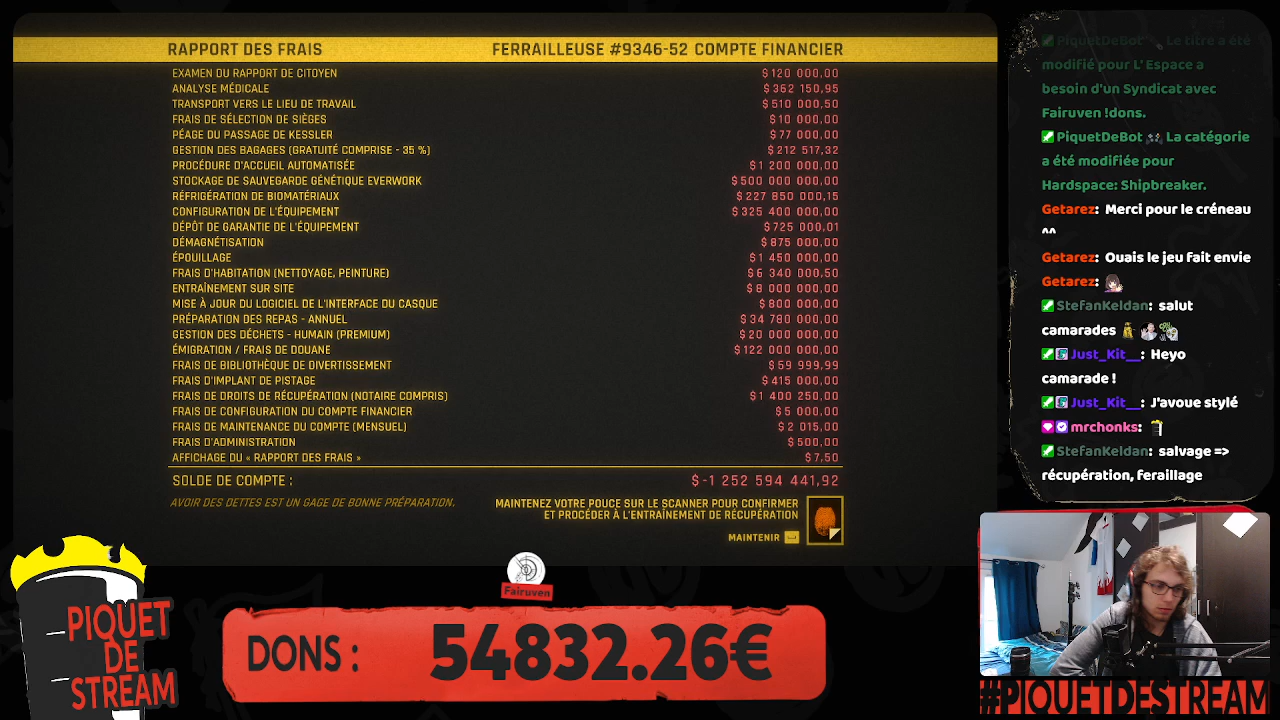 RAPPORT DES FRAIS FERRAILLEUSE #9346-52 COMPTE FINANCIER
EXAMEN DU RAPPORT DE CITOYEN $120 000,00
ANALYSE MÉDICALE $362 150,95
TRANSPORT VERS LE LIEU DE TRAVAIL $510 000,50
FRAIS DE SÉLECTION DE SIÈGES $10 000,00
PÉAGE DU PASSAGE DE KESSLER $77 000,00
GESTION DES BAGAGES (GRATUITÉ COMPRISE - 35 %) $212 517,32
PROCÉDURE D'ACCUEIL AUTOMATISÉE $1 200 000,00
STOCKAGE DE SAUVEGARDE GÉNÉTIQUE EVERWORK $500 000 000,00
RÉFRIGÉRATION DE BIOMATÉRIAUX $227 850 000,15
CONFIGURATION DE L'ÉQUIPEMENT $325 400 000,00
DÉPÔT DE GARANTIE DE L'ÉQUIPEMENT $725 000,01
DÉMAGNÉTISATION $875 000,00
ÉPOUILLAGE $1 450 000,00
FRAIS D'HABITATION (NETTOYAGE, PEINTURE) $6 340 000,50
ENTRAÎNEMENT SUR SITE $8 000 000,00
MISE À JOUR DU LOGICIEL DE L'INTERFACE DU CASQUE $800 000,00
PRÉPARATION DES REPAS - ANNUEL $34 780 000,00
GESTION DES DÉCHETS - HUMAIN (PREMIUM) $20 000 000,00
ÉMIGRATION / FRAIS DE DOUANE $122 000 000,00
FRAIS DE BIBLIOTHÈQUE DE DIVERTISSEMENT $59 999,99
FRAIS D'IMPLANT DE PISTAGE $415 000,00
FRAIS DE DROITS DE RÉCUPÉRATION (NOTAIRE COMPRIS) $1 400 250,00
FRAIS DE CONFIGURATION DU COMPTE FINANCIER $5 000,00
FRAIS DE MAINTENANCE DU COMPTE (MENSUEL) $2 015,00
FRAIS D'ADMINISTRATION $500,00
AFFICHAGE DU « RAPPORT DES FRAIS » $7,50
SOLDE DE COMPTE : $-1 252 594 441,92
AVOIR DES DETTES EST UN GAGE DE BONNE PRÉPARATION.
MAINTENEZ VOTRE POUCE SUR LE SCANNER POUR CONFIRMER
ET PROCÉDER À L'ENTRAÎNEMENT DE RÉCUPÉRATION
MAINTENIR
PiquetDeBot Le titre a été
modifié pour L' Espace a
besoin d'un Syndicat avec
Fairuven !dons.
PiquetDeBot La catégorie
a été modifiée pour
Hardspace: Shipbreaker.
Getarez: Merci pour le créneau
^^
Getarez: Ouais le jeu fait envie
Getarez:
StefanKeldan: salut
camarades
Just_Kit__: Heyo
camarade !
Just_Kit__: J'avoue stylé
mrchonks:
StefanKeldan: salvage =>
récupération, feraillage
Fairuven
PIQUET
DE
STREAM
DONS : 54832.26€
#PIQUETDESTREAM